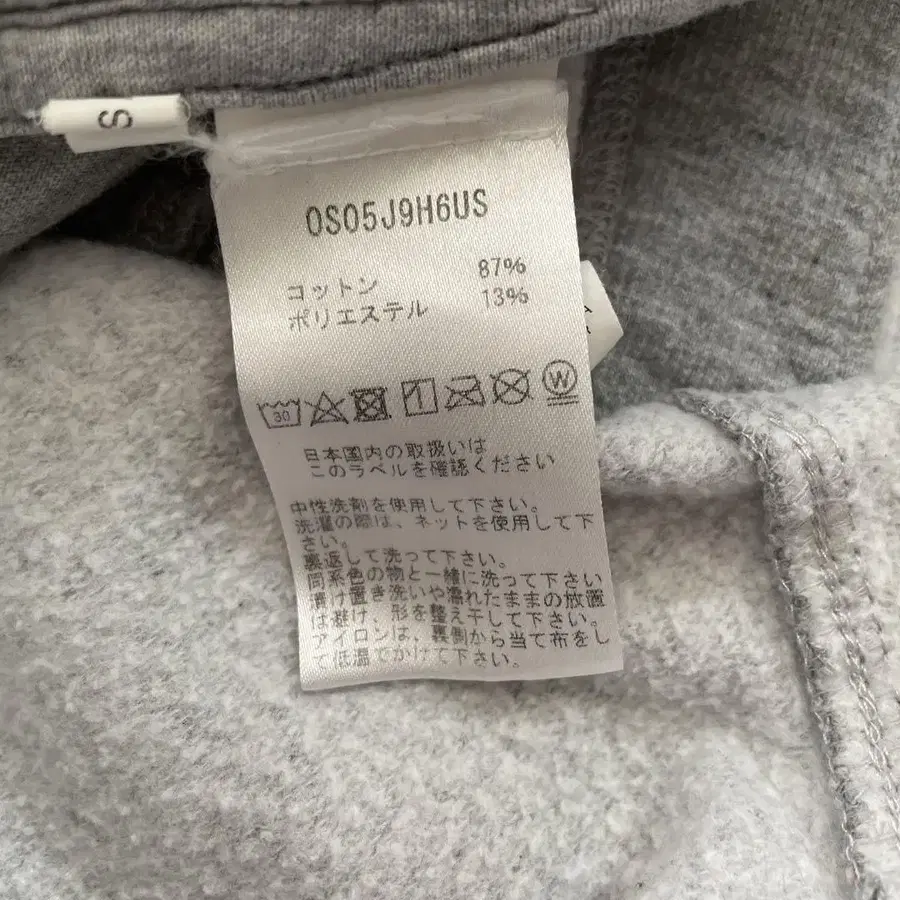 S
0S05J9H6US
コットン 87%
ポリエステル 13%
30
W
日本国内の取扱いは
このラベルを確認ください
中性洗剤を使用して下さい。
洗濯の際は、ネットを使用して下
さい。
裏返して洗って下さい。
同系色の物と一緒に洗って下さい
漬け置き洗いや濡れたままの放置
は避け、形を整え干して下さい。
アイロンは、裏側から当て布をし
て低温でかけて下さい。